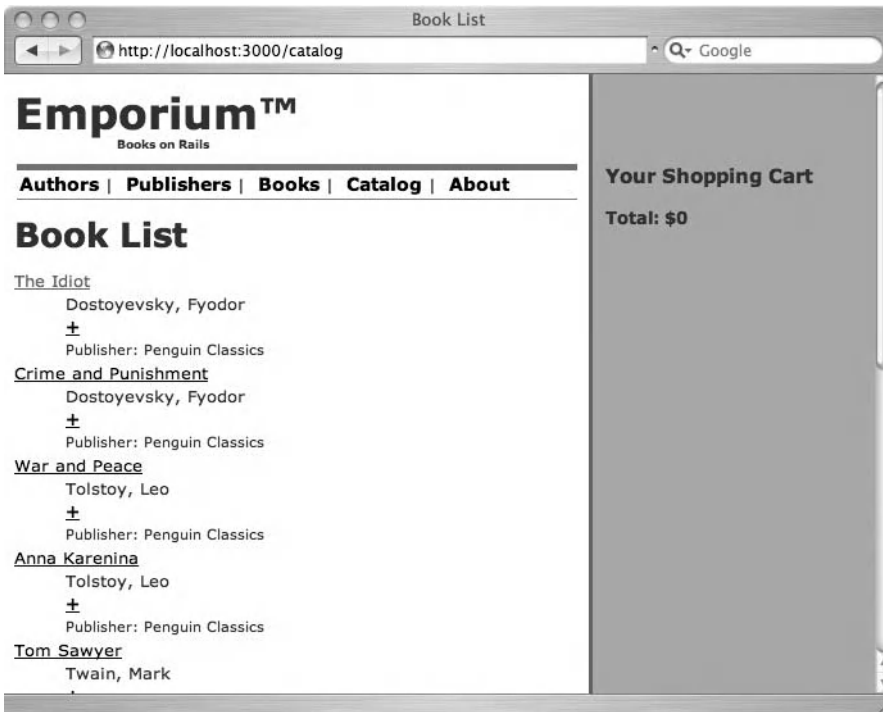 Book List
http://localhost:3000/catalog
Google
Emporium™
Books on Rails
Authors | Publishers | Books | Catalog | About
Book List
The Idiot
Dostoyevsky, Fyodor
+
Publisher: Penguin Classics
Crime and Punishment
Dostoyevsky, Fyodor
+
Publisher: Penguin Classics
War and Peace
Tolstoy, Leo
+
Publisher: Penguin Classics
Anna Karenina
Tolstoy, Leo
+
Publisher: Penguin Classics
Tom Sawyer
Twain, Mark
Your Shopping Cart
Total: $0